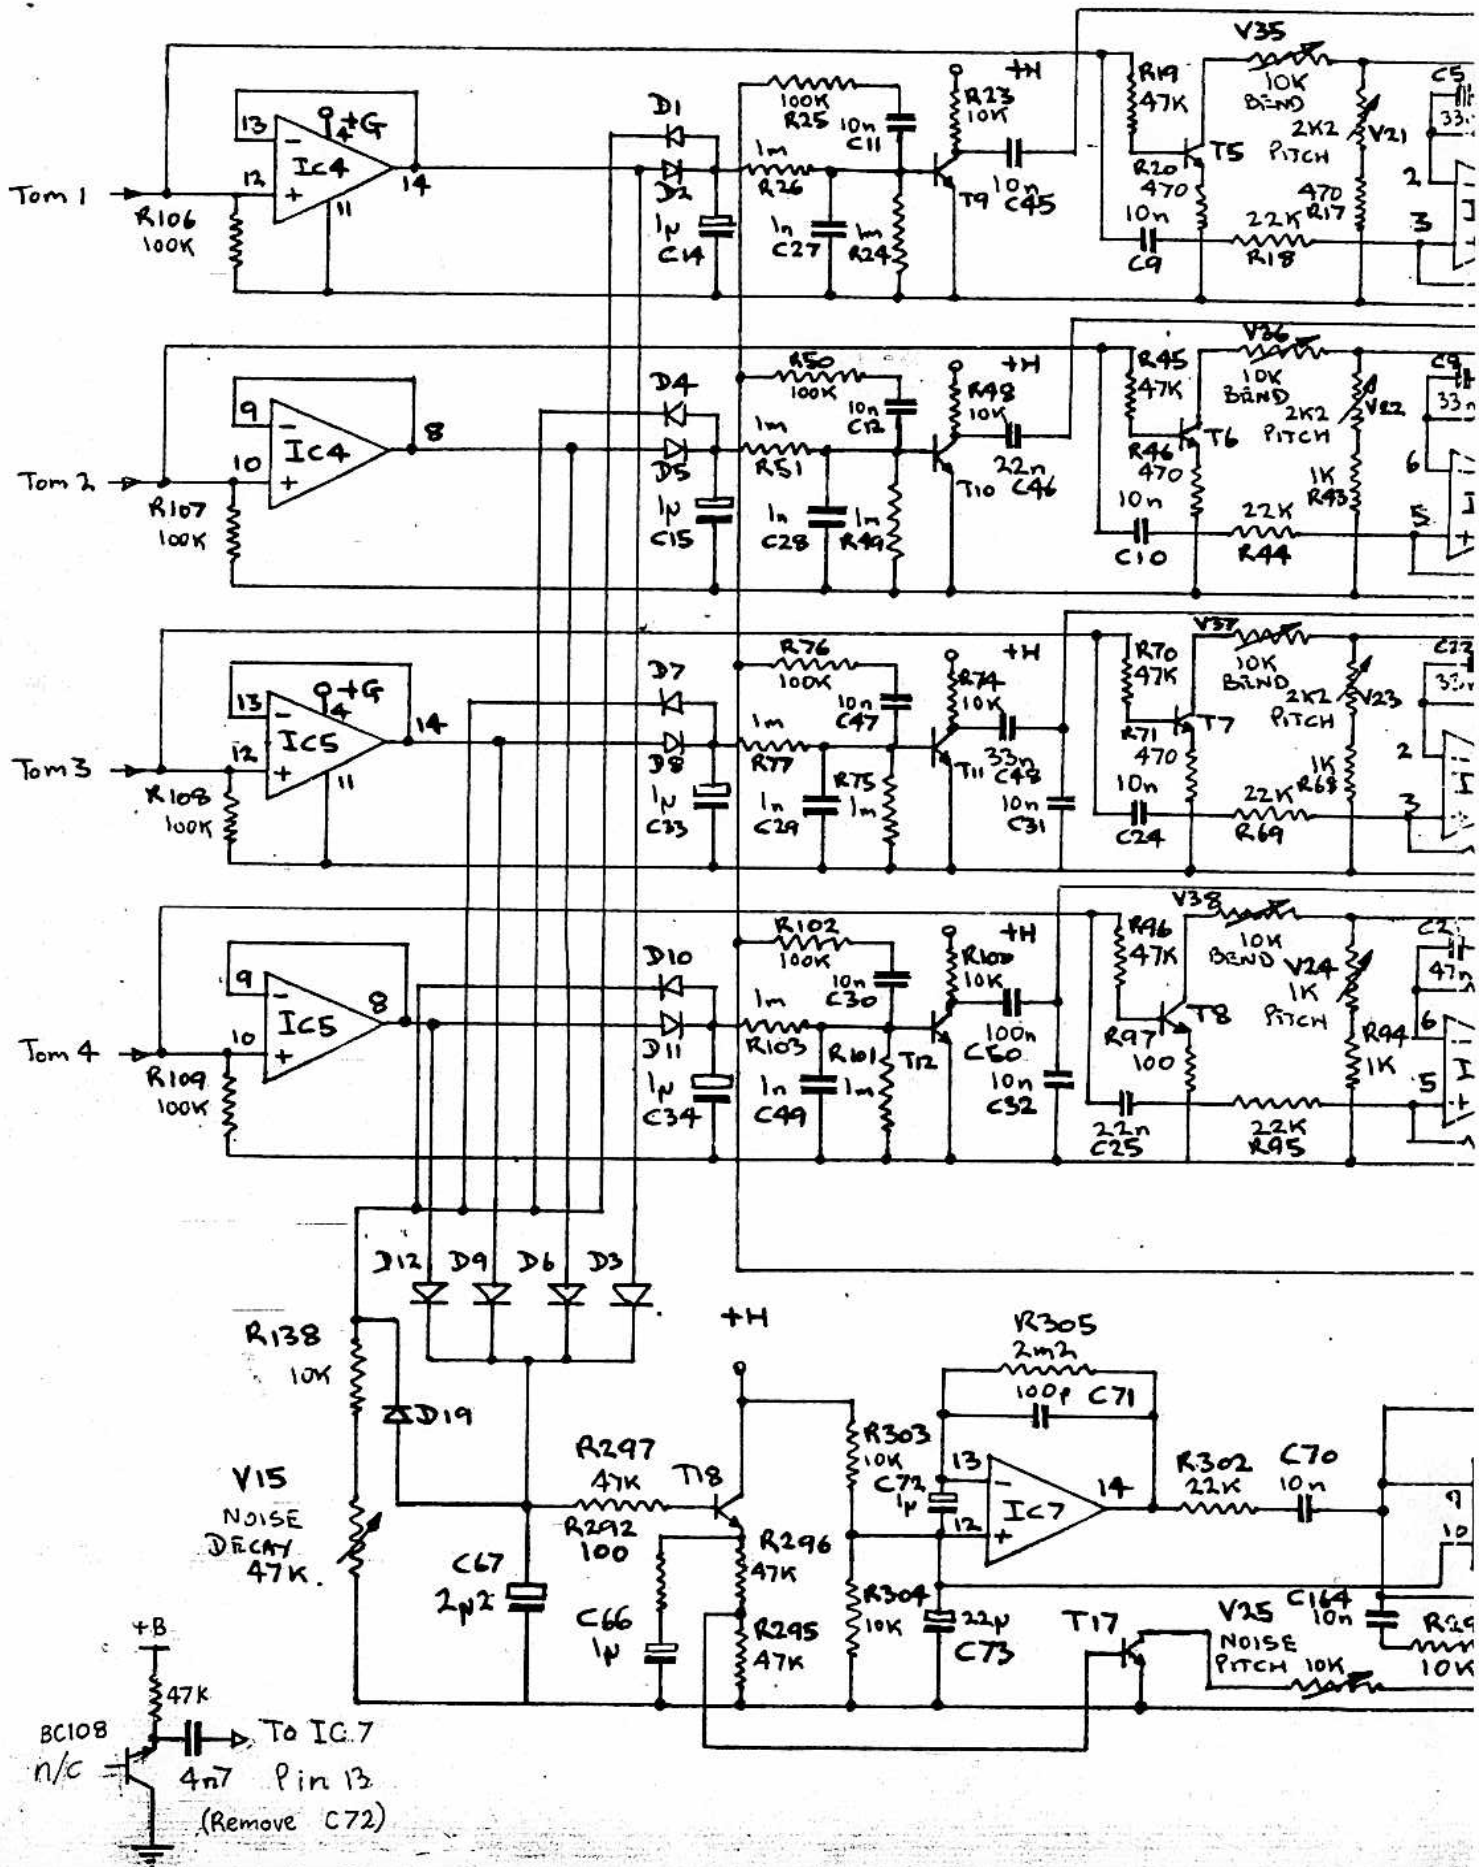 V35
10K
BEND
R19
47K
+H
R23
10K
C5
33n
100K
R25
10n
C11
D1
2K2
V21
PITCH
13
+G
4
IC4
12
+
14
11
1m
R26
D2
T9
10n
C45
R20
470
T5
470
R17
2
3
Tom 1
R106
100K
1µ
C14
1n
C27
1m
R24
10n
C9
22K
R18
V36
10K
BEND
R45
47K
+H
R48
10K
C9
33n
R50
100K
10n
C12
D4
2K2
V22
PITCH
9
8
IC4
10
+
1m
R51
D5
T10
22n
C46
R46
470
T6
1K
R43
6
5
Tom 2
R107
100K
1µ
C15
1n
C28
1m
R49
10n
C10
22K
R44
V37
10K
BEND
R70
47K
+H
R74
10K
C22
33n
R76
100K
10n
C47
D7
2K2
V23
PITCH
13
+G
4
14
IC5
12
+
11
1m
R77
D8
T11
33n
C48
R71
470
T7
1K
R68
2
3
Tom 3
R108
100K
1µ
C33
1n
C29
R75
1m
10n
C31
10n
C24
22K
R69
V38
10K
BEND
R96
47K
+H
R100
10K
47n
R102
100K
10n
C30
D10
V24
1K
PITCH
9
8
IC5
10
+
1m
R103
D11
T12
100n
C50
R97
100
T8
R94
1K
6
5
Tom 4
R109
100K
1µ
C34
1n
C49
R101
1m
10n
C32
22n
C25
22K
R95
D12 D9 D6 D3
+H
R138
10K
D19
R305
2m2
100p C71
R303
10K
C72
1µ
13
12
+
IC7
14
R302
22K
C70
10n
9
10
R297
47K
T18
V15
NOISE
DECAY
47K.
R292
100
C67
2µ2
C66
1µ
R296
47K
R295
47K
R304
10K
22µ
C73
T17
V25
NOISE
PITCH 10K
C164
10n
10K
+B
47K
BC108
n/c
4n7
To IC.7
Pin 13
(Remove C72)